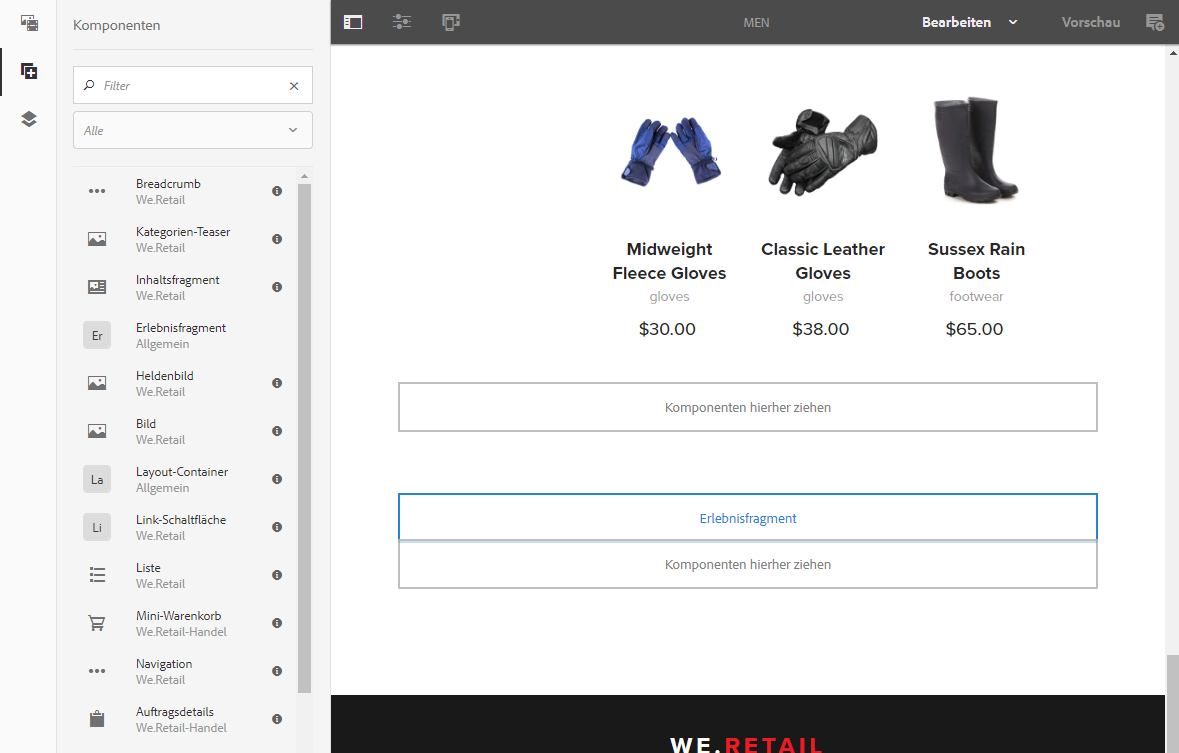 Komponenten
Filter
Alle
Breadcrumb
We.Retail
Kategorien-Teaser
We.Retail
Inhaltsfragment
We.Retail
Er
Erlebnisfragment
Allgemein
Heldenbild
We.Retail
Bild
We.Retail
La
Layout-Container
Allgemein
Li
Link-Schaltfläche
We.Retail
Liste
We.Retail
Mini-Warenkorb
We.Retail-Handel
Navigation
We.Retail
Auftragsdetails
We.Retail-Handel
MEN
Bearbeiten
Vorschau
Midweight
Fleece Gloves
gloves
$30.00
Classic Leather
Gloves
gloves
$38.00
Sussex Rain
Boots
footwear
$65.00
Komponenten hierher ziehen
Erlebnisfragment
Komponenten hierher ziehen
WE.RETAIL